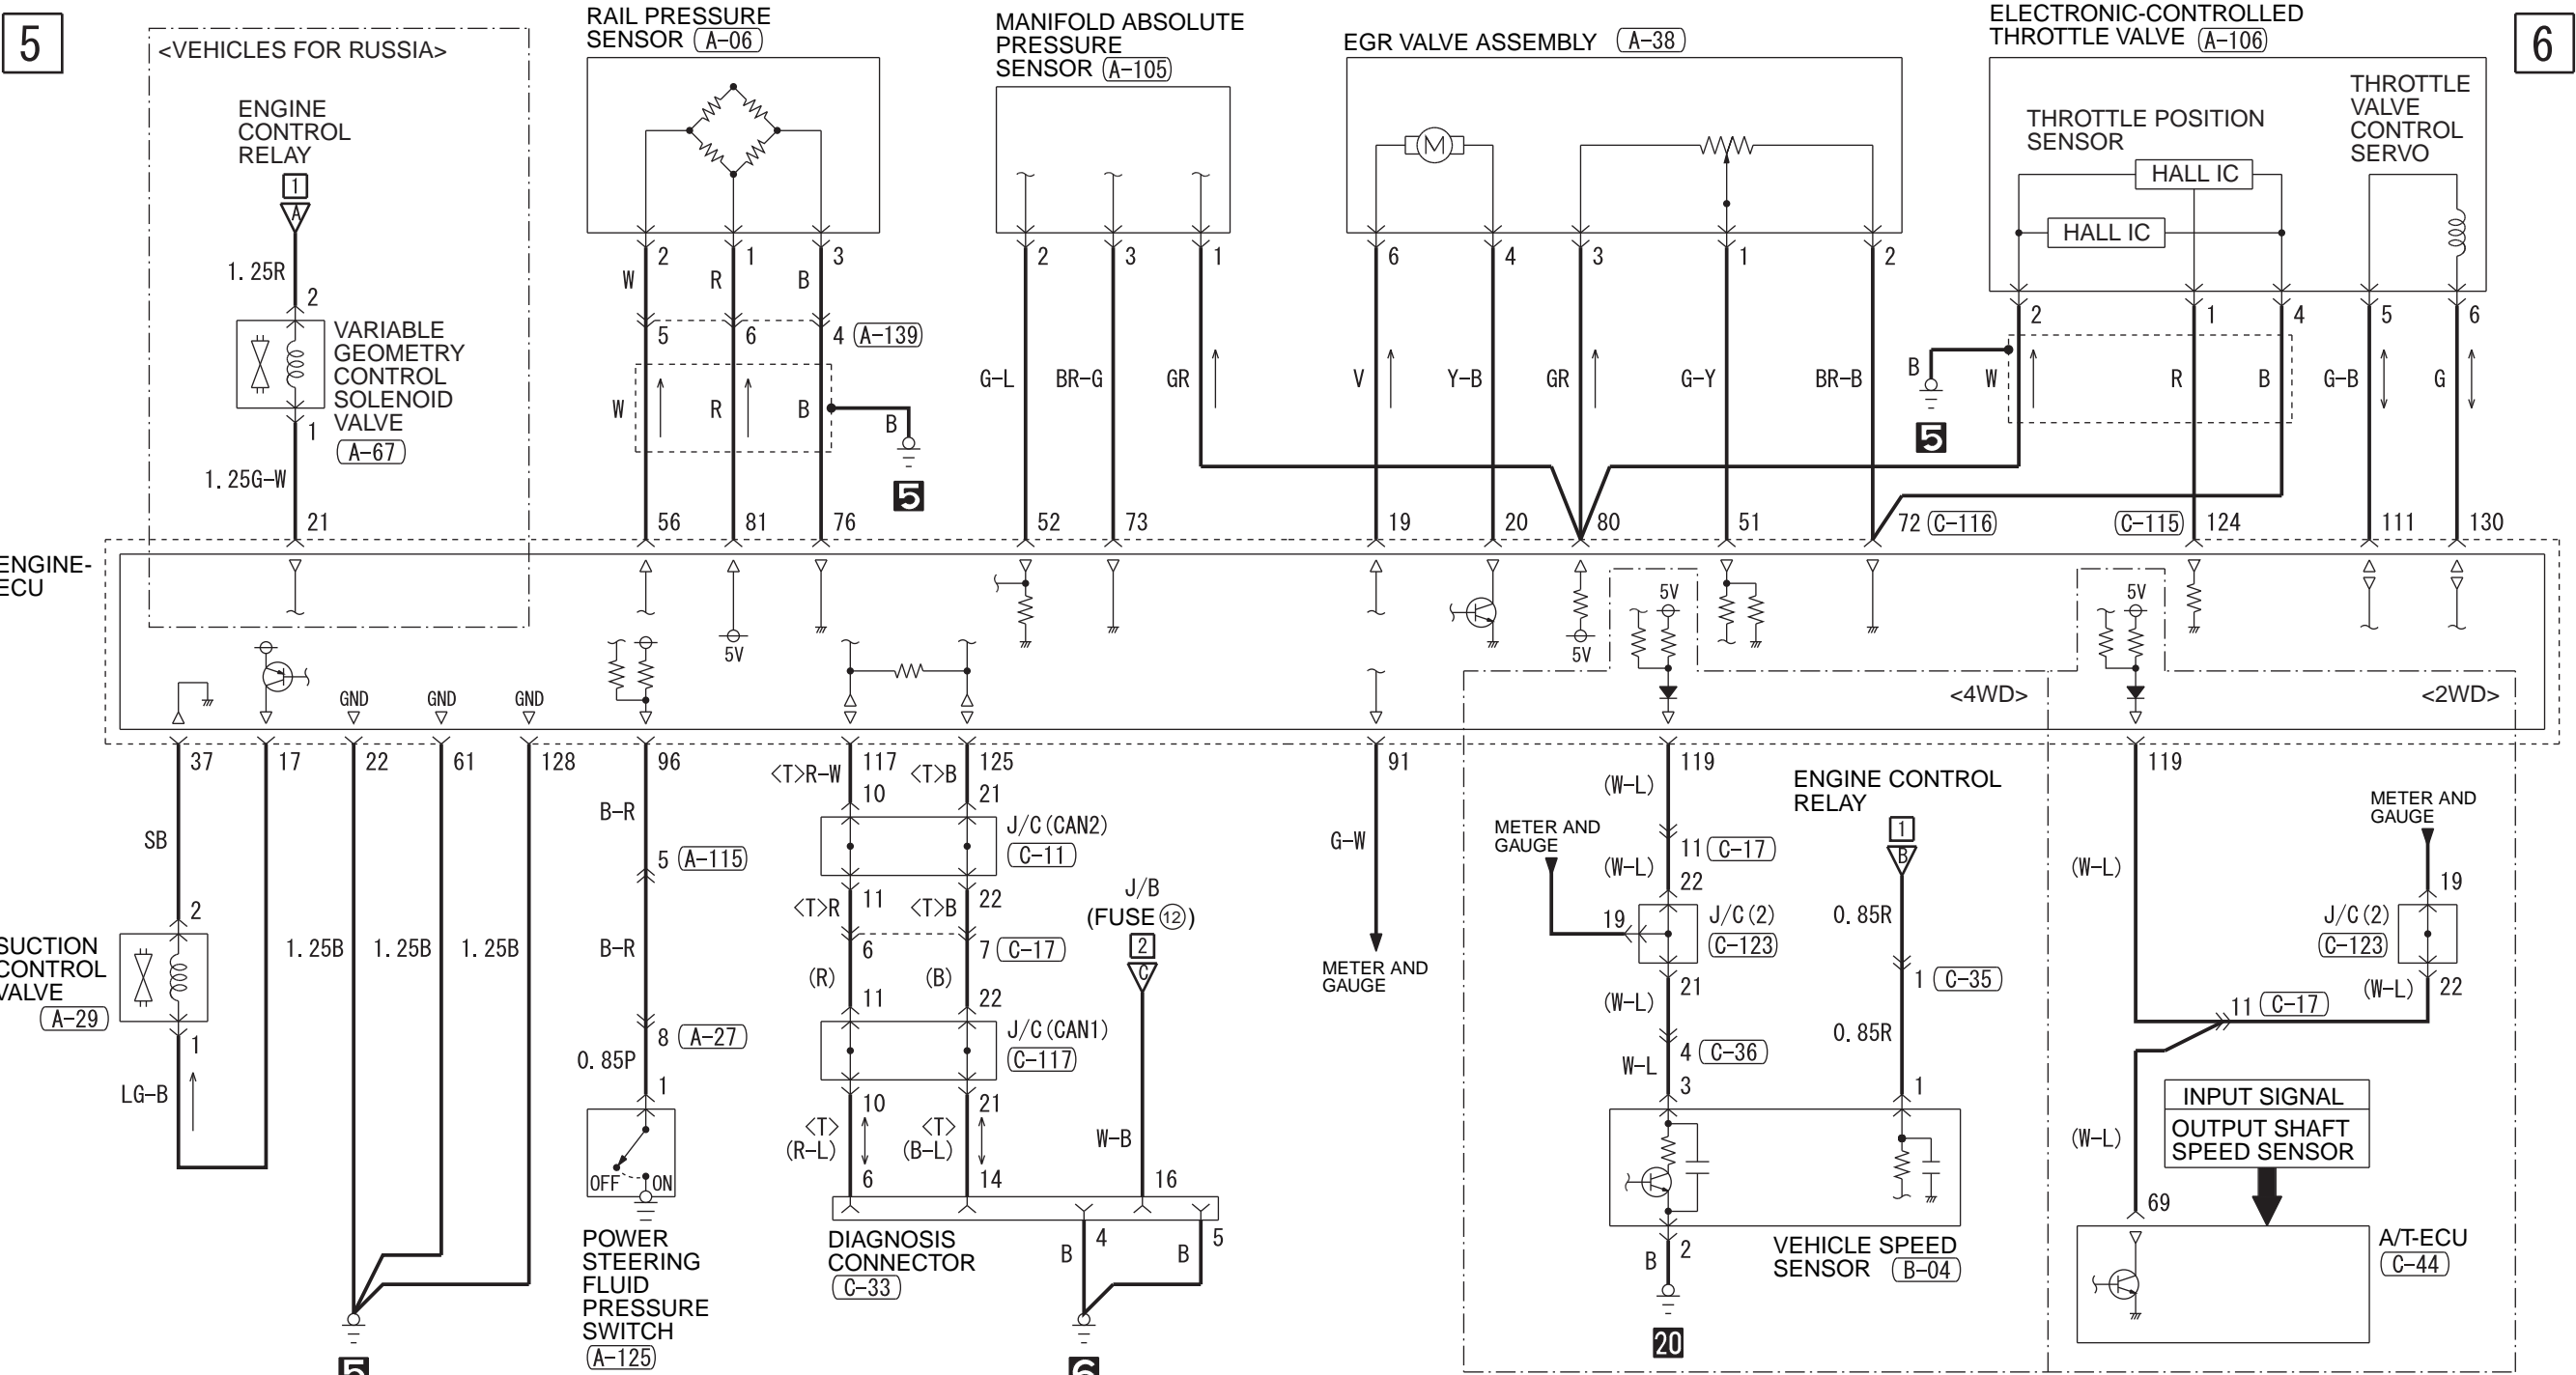 5
<VEHICLES FOR RUSSIA>
ENGINE
CONTROL
RELAY
1
A
1.25R
2
VARIABLE
GEOMETRY
CONTROL
SOLENOID
VALVE
A-67
1
1.25G-W
21
RAIL PRESSURE
SENSOR A-06
2 1 3
W R B
5 6 4 A-139
W R B
B
5
56 81 76
MANIFOLD ABSOLUTE
PRESSURE
SENSOR A-105
2 3 1
G-L BR-G GR
52 73
EGR VALVE ASSEMBLY A-38
M
6 4 3 1 2
V Y-B GR G-Y BR-B
19 20 80 51 72 C-116
ELECTRONIC-CONTROLLED
THROTTLE VALVE A-106
THROTTLE POSITION
SENSOR
THROTTLE
VALVE
CONTROL
SERVO
HALL IC
HALL IC
2 1 4 5 6
B
5
W R B G-B G
C-115 124 111 130
6
ENGINE-
ECU
5V
5V
5V
5V
GND GND GND
<4WD>
<2WD>
37 17 22 61 128 96 117 125 91 119 119
SB
2
SUCTION
CONTROL
VALVE
A-29
1
LG-B
1.25B 1.25B 1.25B
5
B-R
5 A-115
B-R
8 A-27
0.85P
1
OFF ON
POWER
STEERING
FLUID
PRESSURE
SWITCH
A-125
<T>R-W <T>B
10 21
J/C(CAN2)
C-11
11 22
<T>R <T>B
6 7 C-17
(R) (B)
11 22
J/C(CAN1)
C-117
10 21
<T> <T>
(R-L) (B-L)
6 14
J/B
(FUSE 12)
2
C
W-B
16
DIAGNOSIS
CONNECTOR
C-33
4 5
B B
6
G-W
METER AND
GAUGE
(W-L)
METER AND
GAUGE
11 C-17
(W-L)
22
19
J/C(2)
C-123
21
(W-L)
4 C-36
W-L
3
ENGINE CONTROL
RELAY
1
B
0.85R
1 C-35
0.85R
1
2
B
VEHICLE SPEED
SENSOR B-04
20
METER AND
GAUGE
(W-L)
19
J/C(2)
C-123
(W-L) 22
11 C-17
INPUT SIGNAL
OUTPUT SHAFT
SPEED SENSOR
(W-L)
69
A/T-ECU
C-44